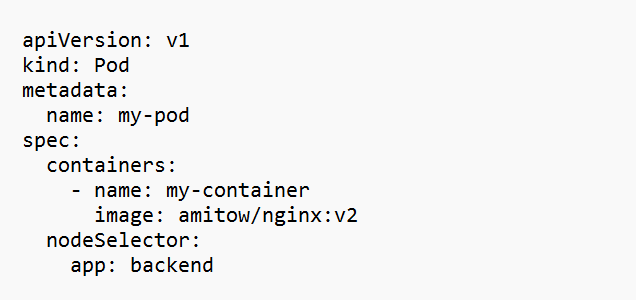 apiVersion: v1
kind: Pod
metadata:
  name: my-pod
spec:
  containers:
    - name: my-container
      image: amitow/nginx:v2
  nodeSelector:
    app: backend